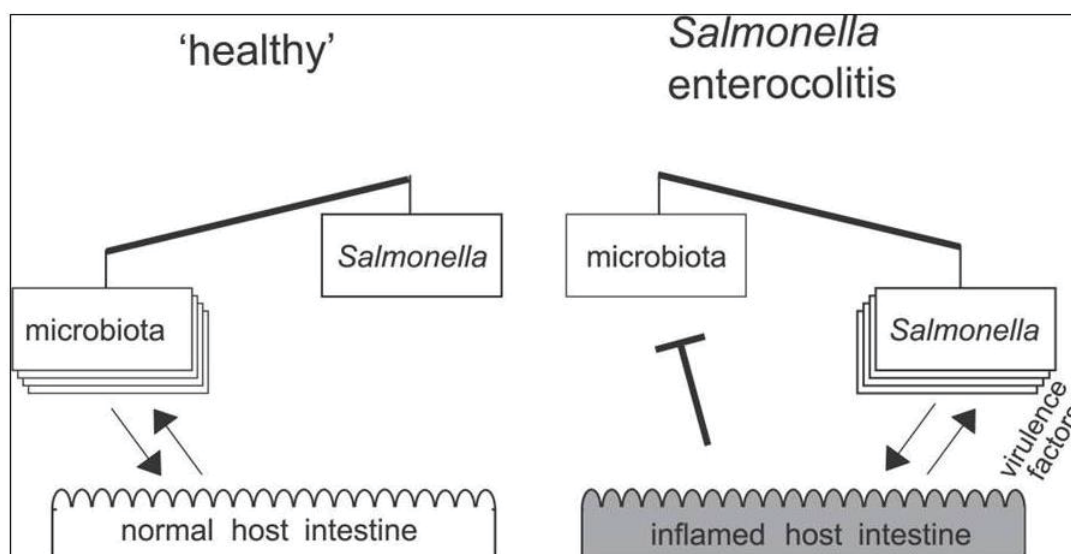 ‘healthy’
Salmonella
enterocolitis
Salmonella
microbiota
microbiota
Salmonella
virulence
factors
normal host intestine
inflamed host intestine